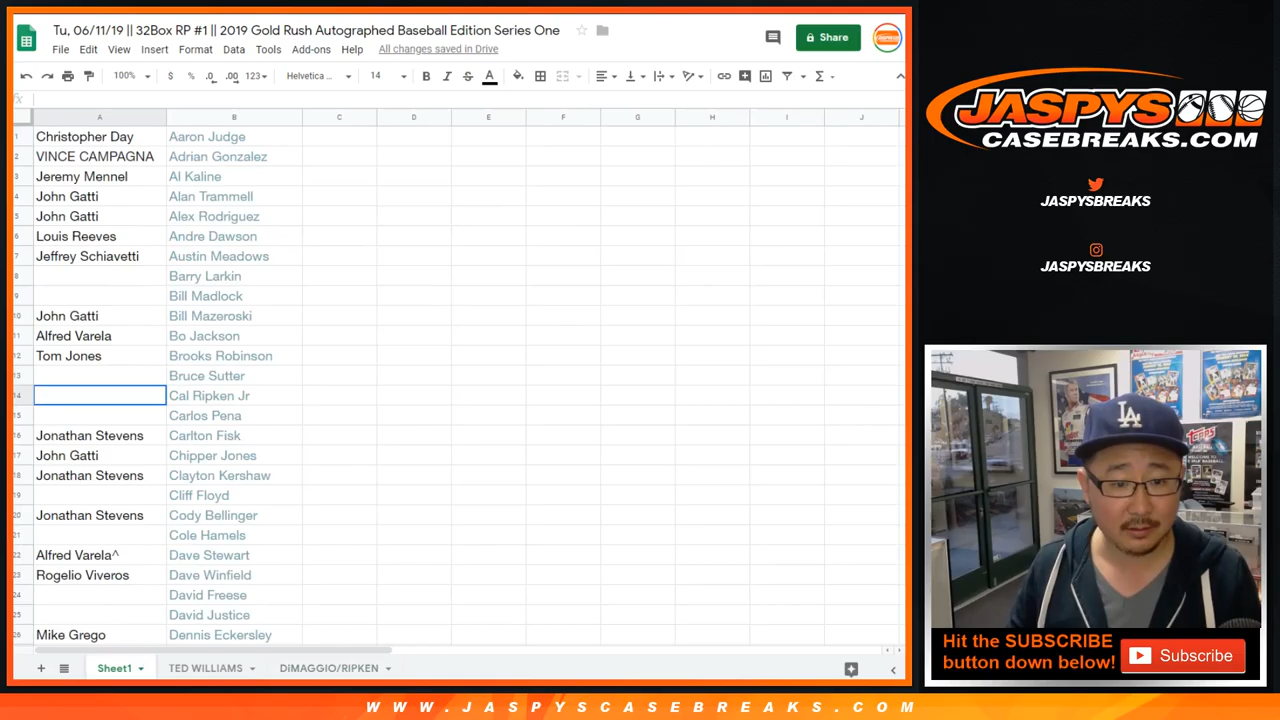 Tu, 06/11/19 || 32Box RP #1 || 2019 Gold Rush Autographed Baseball Edition Series One
Share
File Edit View Insert Format Data Tools Add-ons Help All changes saved in Drive
100% $ % .0 .00 123 Helvetica ... 14 B I S A
fx
A B C D E F G H I J
1 Christopher Day Aaron Judge
2 VINCE CAMPAGNA Adrian Gonzalez
3 Jeremy Mennel Al Kaline
4 John Gatti Alan Trammell
5 John Gatti Alex Rodriguez
6 Louis Reeves Andre Dawson
7 Jeffrey Schiavetti Austin Meadows
8 Barry Larkin
9 Bill Madlock
10 John Gatti Bill Mazeroski
11 Alfred Varela Bo Jackson
12 Tom Jones Brooks Robinson
13 Bruce Sutter
14 Cal Ripken Jr
15 Carlos Pena
16 Jonathan Stevens Carlton Fisk
17 John Gatti Chipper Jones
18 Jonathan Stevens Clayton Kershaw
19 Cliff Floyd
20 Jonathan Stevens Cody Bellinger
21 Cole Hamels
22 Alfred Varela^ Dave Stewart
23 Rogelio Viveros Dave Winfield
24 David Freese
25 David Justice
26 Mike Grego Dennis Eckersley
Sheet1 TED WILLIAMS DiMAGGIO/RIPKEN
JASPYS
CASEBREAKS.COM
JASPYSBREAKS
JASPYSBREAKS
LA
TOPPS
Hit the SUBSCRIBE
button down below!
Subscribe
WWW.JASPYSCASEBREAKS.COM